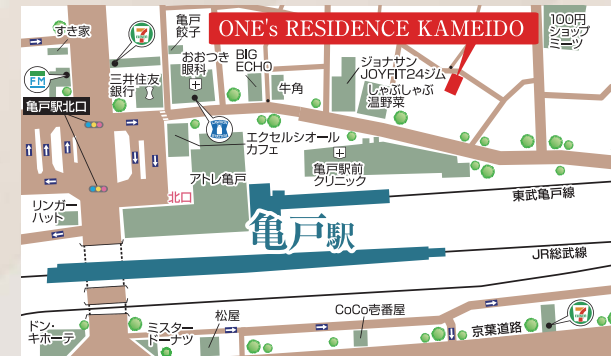 ONE's RESIDENCE KAMEIDO
すき家
亀戸
餃子
おおつき
眼科
BIG
ECHO
牛角
ジョナサン
JOYFIT24ジム
しゃぶしゃぶ
温野菜
100円
ショップ
ミーツ
FM
三井住友
銀行
亀戸駅北口
エクセルシオール
カフェ
アトレ亀戸
亀戸駅前
クリニック
北口
リンガー
ハット
東武亀戸線
亀戸駅
JR総武線
ドン・
キホーテ
ミスター
ドーナツ
松屋
CoCo壱番屋
京葉道路